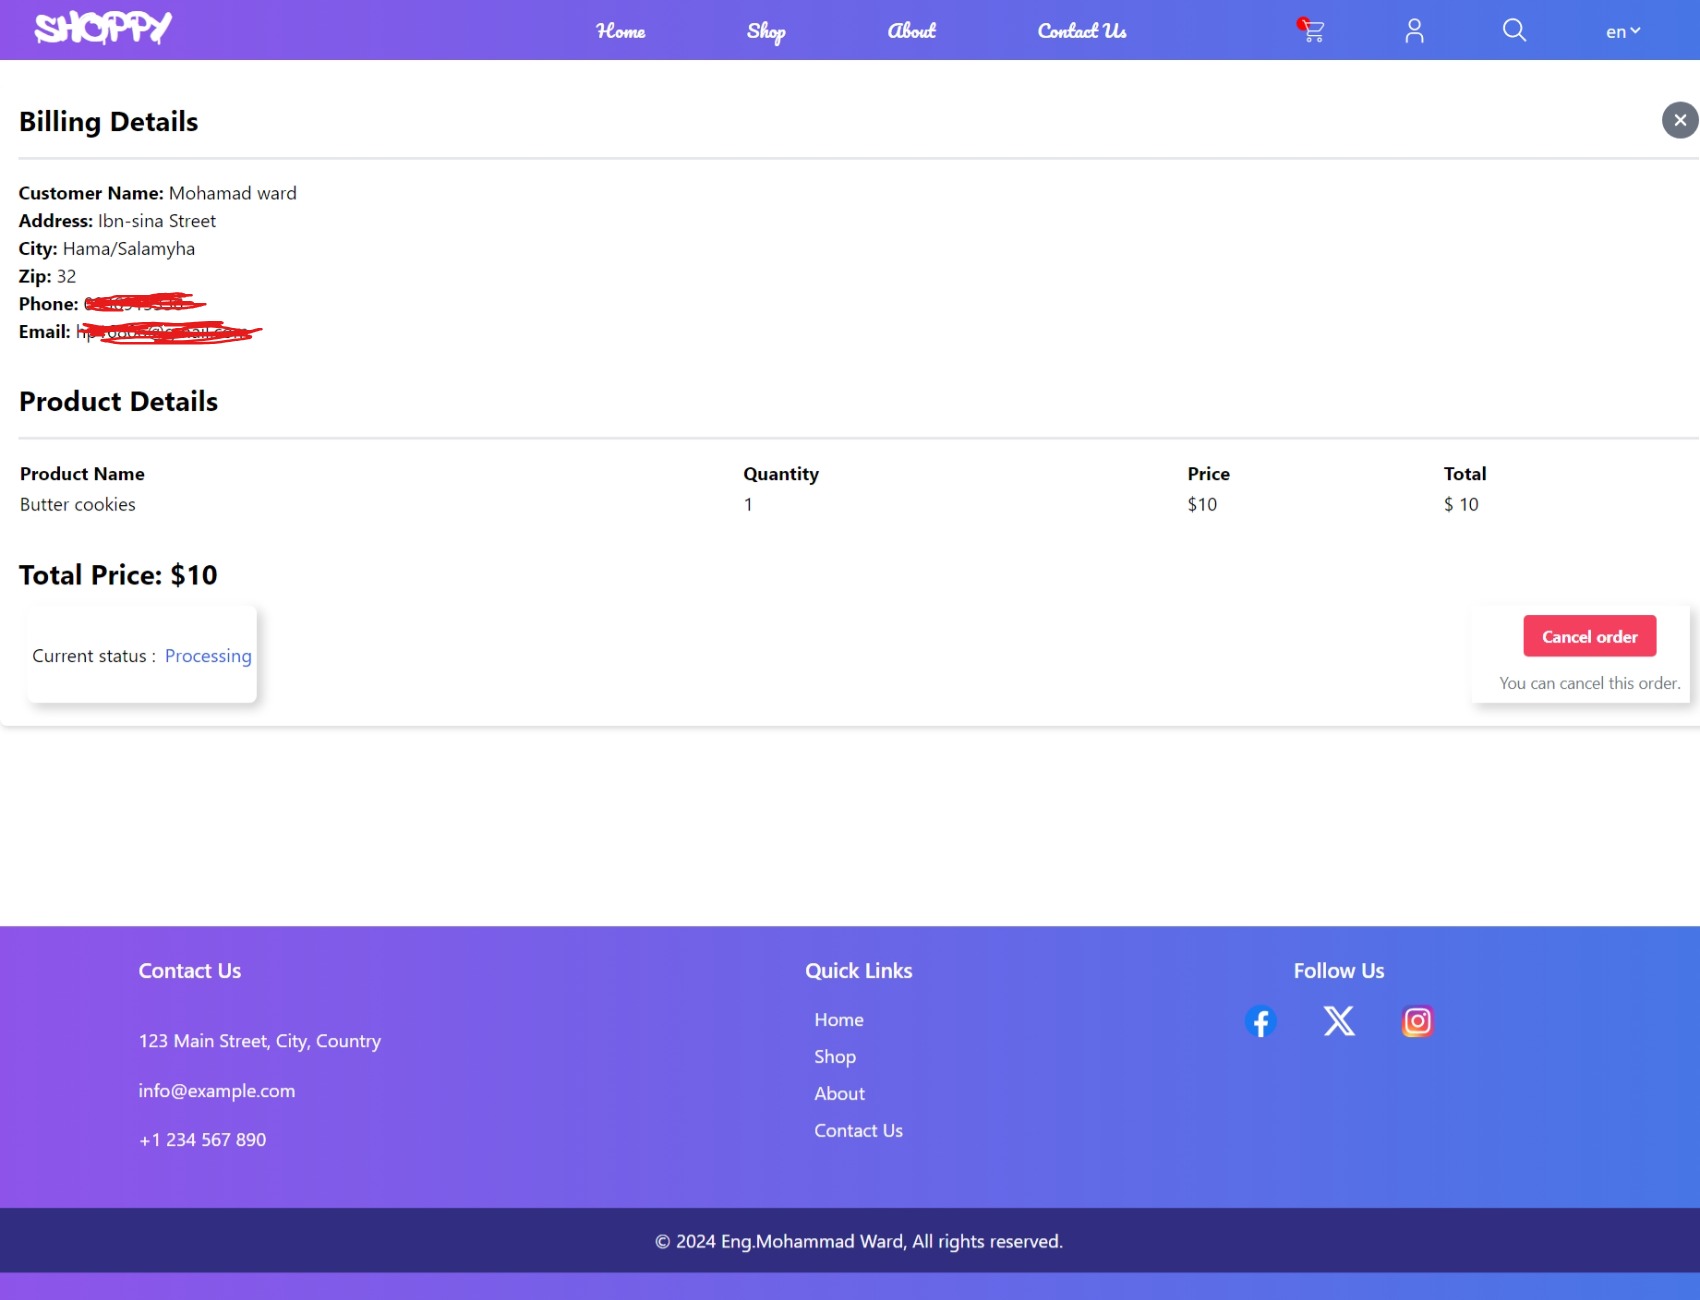 SHOPPY
Home Shop About Contact Us en
Billing Details
Customer Name: Mohamad ward
Address: Ibn-sina Street
City: Hama/Salamyha
Zip: 32
Phone:
Email:
Product Details
Product Name Quantity Price Total
Butter cookies 1 $10 $ 10
Total Price: $10
Current status : Processing
Cancel order
You can cancel this order.
Contact Us
123 Main Street, City, Country
info@example.com
+1 234 567 890
Quick Links
Home
Shop
About
Contact Us
Follow Us
© 2024 Eng.Mohammad Ward, All rights reserved.